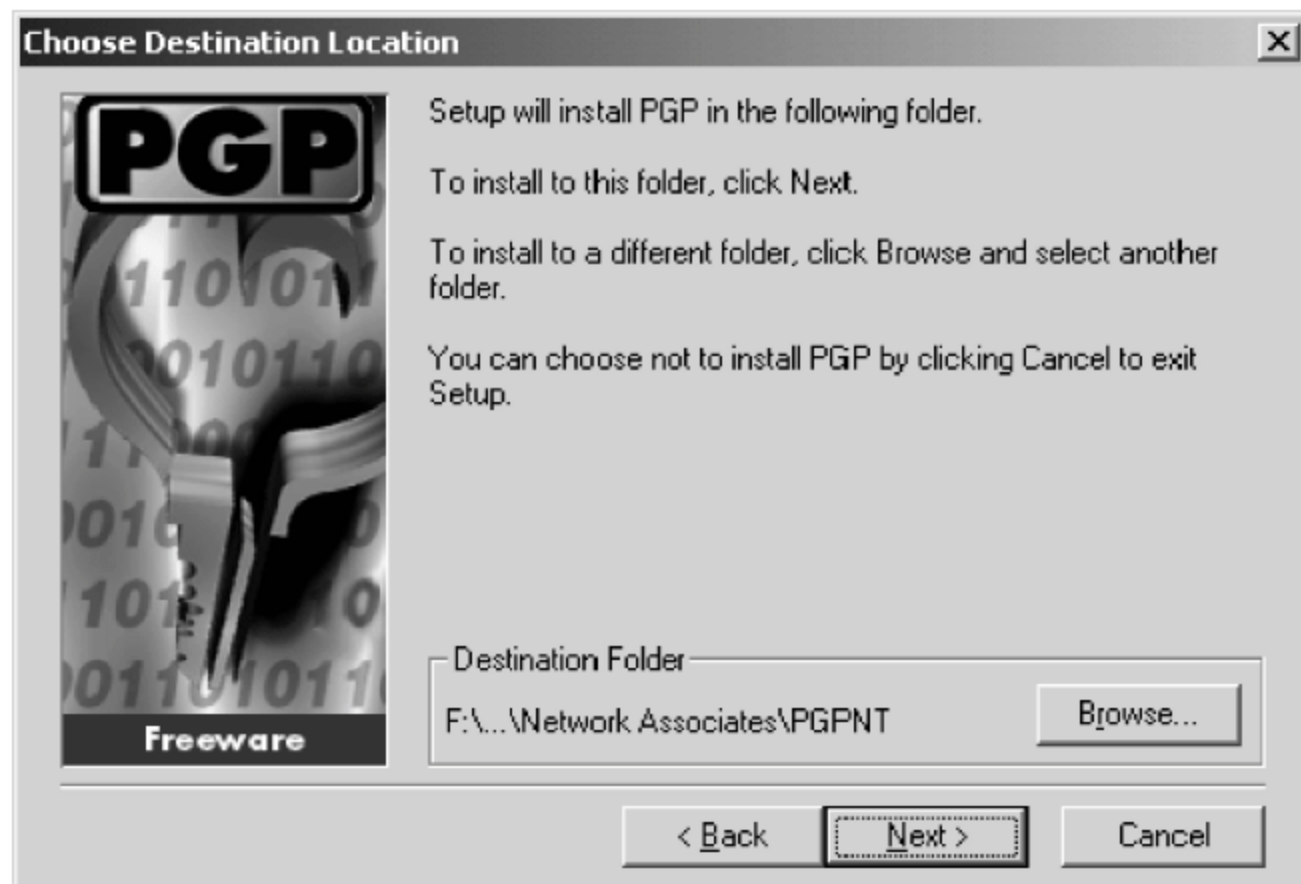 Choose Destination Location
PGP
Setup will install PGP in the following folder.
To install to this folder, click Next.
To install to a different folder, click Browse and select another
folder.
You can choose not to install PGP by clicking Cancel to exit
Setup.
Freeware
Destination Folder
F:\...\Network Associates\PGPNT
Browse...
< Back
Next >
Cancel